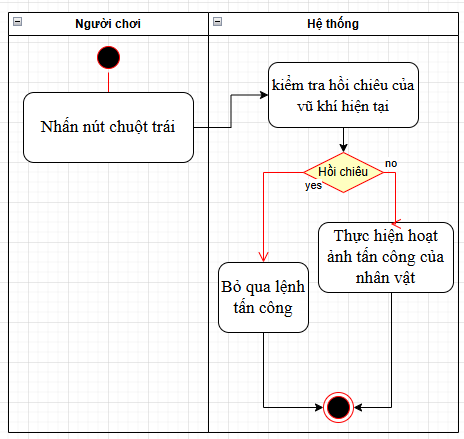 Người chơi
Hệ thống
Nhấn nút chuột trái
kiểm tra hồi chiêu của
vũ khí hiện tại
Hồi chiêu
no
yes
Thực hiện hoạt
ảnh tấn công của
nhân vật
Bỏ qua lệnh
tấn công